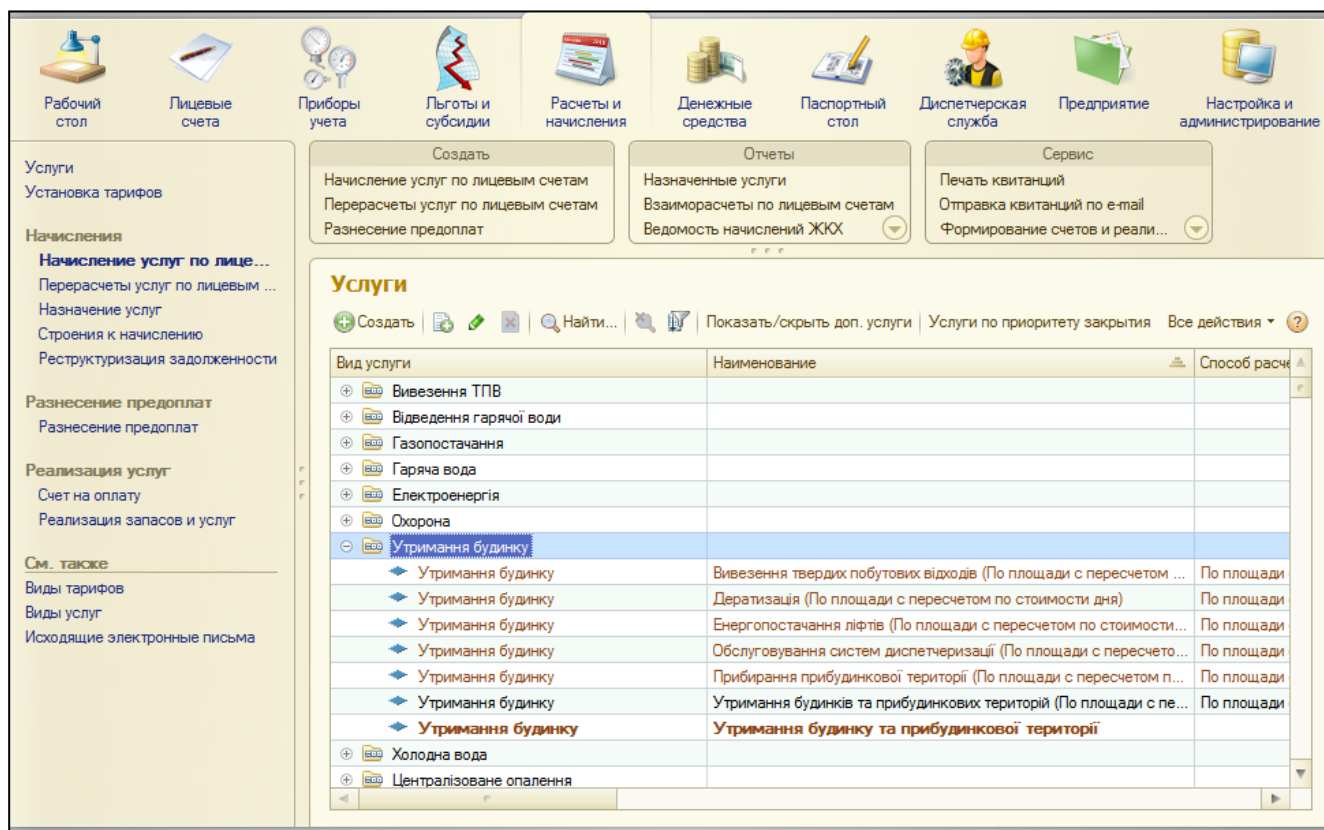 Рабочий стол
Лицевые счета
Приборы учета
Льготы и субсидии
Расчеты и начисления
Денежные средства
Паспортный стол
Диспетчерская служба
Предприятие
Настройка и администрирование
Услуги
Установка тарифов
Начисления
Начисление услуг по лице...
Перерасчеты услуг по лицевым ...
Назначение услуг
Строения к начислению
Реструктуризация задолженности
Разнесение предоплат
Разнесение предоплат
Реализация услуг
Счет на оплату
Реализация запасов и услуг
См. также
Виды тарифов
Виды услуг
Исходящие электронные письма
Создать
Начисление услуг по лицевым счетам
Перерасчеты услуг по лицевым счетам
Разнесение предоплат
Отчеты
Назначенные услуги
Взаиморасчеты по лицевым счетам
Ведомость начислений ЖКХ
Сервис
Печать квитанций
Отправка квитанций по e-mail
Формирование счетов и реали...
Услуги
Создать Найти... Показать/скрыть доп. услуги Услуги по приоритету закрытия Все действия
Вид услуги Наименование Способ расче
Вивезення ТПВ
Відведення гарячої води
Газопостачання
Гаряча вода
Електроенергія
Охорона
Утримання будинку
Утримання будинку Вивезення твердих побутових відходів (По площади с пересчетом ... По площади
Утримання будинку Дератизація (По площади с пересчетом по стоимости дня) По площади
Утримання будинку Енергопостачання ліфтів (По площади с пересчетом по стоимости... По площади
Утримання будинку Обслуговування систем диспетчеризації (По площади с пересчето... По площади
Утримання будинку Прибирання прибудинкової території (По площади с пересчетом п... По площади
Утримання будинку Утримання будинків та прибудинкових територій (По площади с пе... По площади
Утримання будинку Утримання будинку та прибудинкової території
Холодна вода
Централізоване опалення